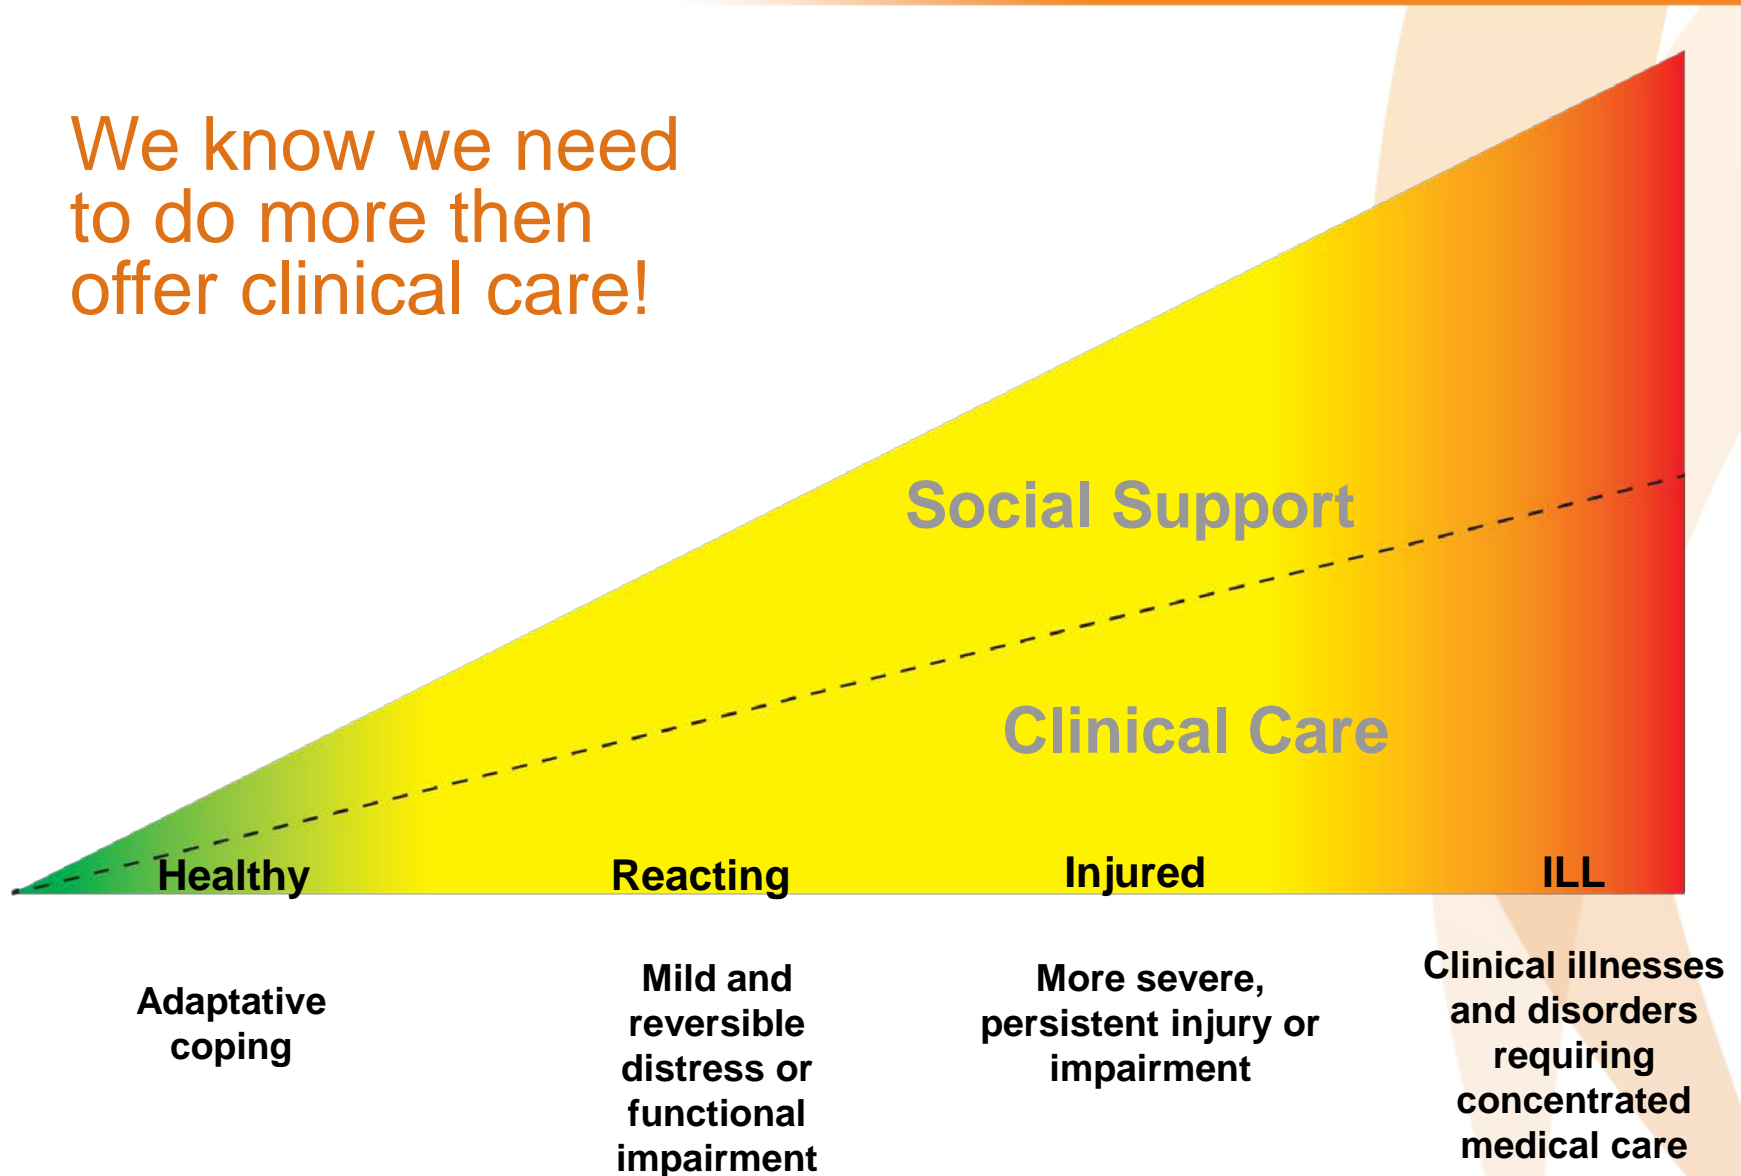 We know we need
to do more then
offer clinical care!
Social Support
Clinical Care
Healthy
Reacting
Injured
ILL
Adaptative
coping
Mild and
reversible
distress or
functional
impairment
More severe,
persistent injury or
impairment
Clinical illnesses
and disorders
requiring
concentrated
medical care